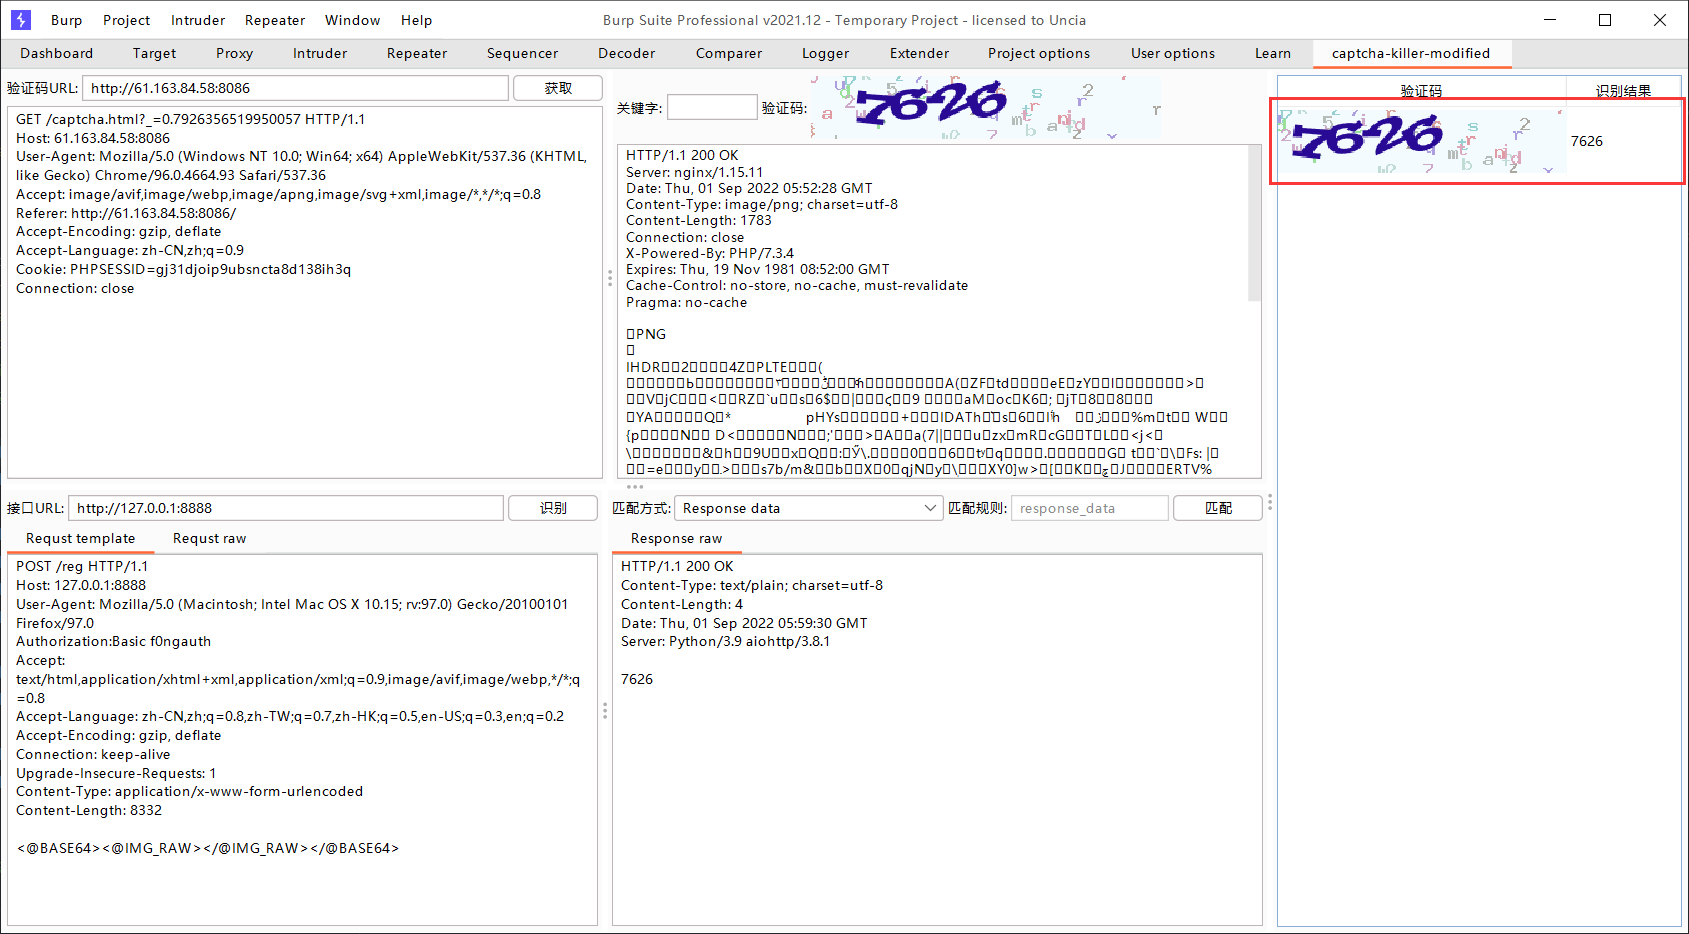 Burp Project Intruder Repeater Window Help Burp Suite Professional v2021.12 - Temporary Project - licensed to Uncia
Dashboard Target Proxy Intruder Repeater Sequencer Decoder Comparer Logger Extender Project options User options Learn captcha-killer-modified
验证码URL: http://61.163.84.58:8086 获取
GET /captcha.html?_=0.7926356519950057 HTTP/1.1
Host: 61.163.84.58:8086
User-Agent: Mozilla/5.0 (Windows NT 10.0; Win64; x64) AppleWebKit/537.36 (KHTML,
like Gecko) Chrome/96.0.4664.93 Safari/537.36
Accept: image/avif,image/webp,image/apng,image/svg+xml,image/*,*/*;q=0.8
Referer: http://61.163.84.58:8086/
Accept-Encoding: gzip, deflate
Accept-Language: zh-CN,zh;q=0.9
Cookie: PHPSESSID=gj31djoip9ubsncta8d138ih3q
Connection: close
关键字: 验证码: 7626
HTTP/1.1 200 OK
Server: nginx/1.15.11
Date: Thu, 01 Sep 2022 05:52:28 GMT
Content-Type: image/png; charset=utf-8
Content-Length: 1783
Connection: close
X-Powered-By: PHP/7.3.4
Expires: Thu, 19 Nov 1981 08:52:00 GMT
Cache-Control: no-store, no-cache, must-revalidate
Pragma: no-cache
PNG
验证码 识别结果
7626 7626
接口URL: http://127.0.0.1:8888 识别
Requst template Requst raw
POST /reg HTTP/1.1
Host: 127.0.0.1:8888
User-Agent: Mozilla/5.0 (Macintosh; Intel Mac OS X 10.15; rv:97.0) Gecko/20100101
Firefox/97.0
Authorization:Basic f0ngauth
Accept:
text/html,application/xhtml+xml,application/xml;q=0.9,image/avif,image/webp,*/*;q
=0.8
Accept-Language: zh-CN,zh;q=0.8,zh-TW;q=0.7,zh-HK;q=0.5,en-US;q=0.3,en;q=0.2
Accept-Encoding: gzip, deflate
Connection: keep-alive
Upgrade-Insecure-Requests: 1
Content-Type: application/x-www-form-urlencoded
Content-Length: 8332
<@BASE64><@IMG_RAW></@IMG_RAW></@BASE64>
匹配方式: Response data 匹配规则: response_data 匹配
Response raw
HTTP/1.1 200 OK
Content-Type: text/plain; charset=utf-8
Content-Length: 4
Date: Thu, 01 Sep 2022 05:59:30 GMT
Server: Python/3.9 aiohttp/3.8.1
7626